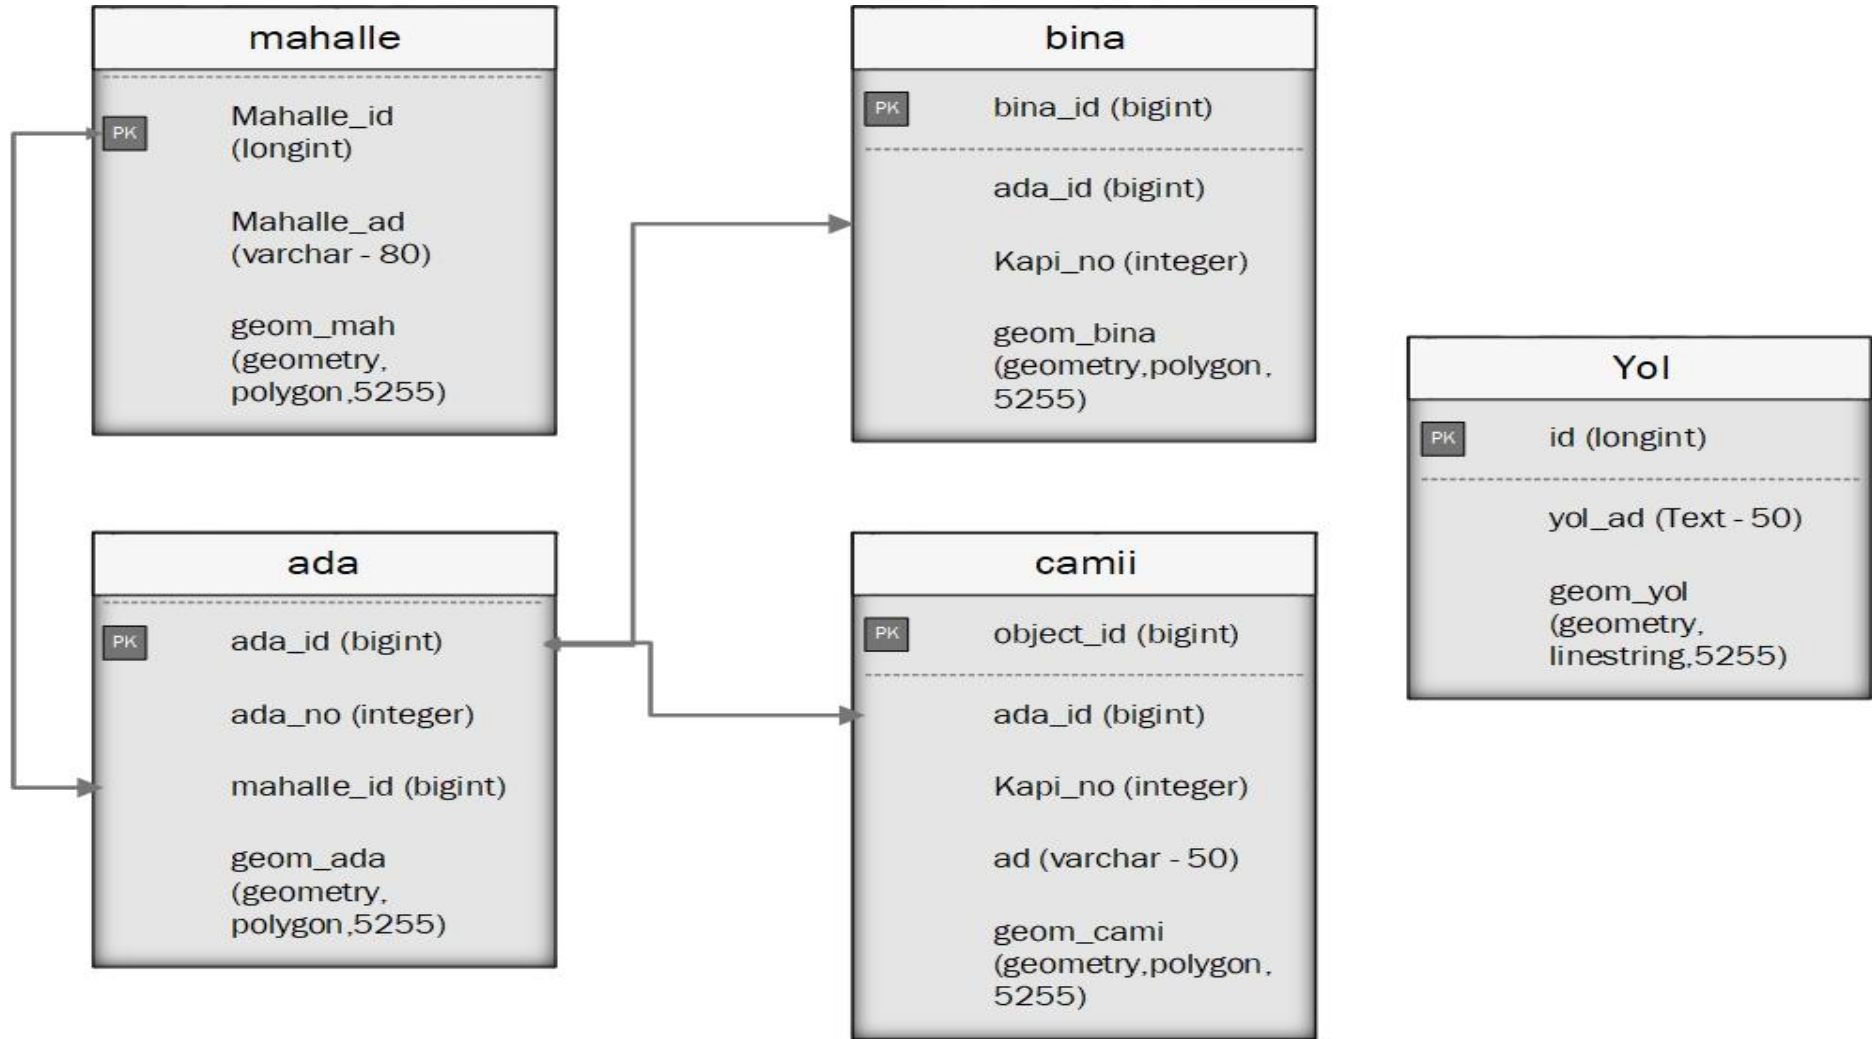 mahalle
PK
Mahalle_id
(longint)
Mahalle_ad
(varchar - 80)
geom_mah
(geometry,
polygon,5255)
bina
PK
bina_id (bigint)
ada_id (bigint)
Kapi_no (integer)
geom_bina
(geometry,polygon,
5255)
ada
PK
ada_id (bigint)
ada_no (integer)
mahalle_id (bigint)
geom_ada
(geometry,
polygon,5255)
camii
PK
object_id (bigint)
ada_id (bigint)
Kapi_no (integer)
ad (varchar - 50)
geom_cami
(geometry,polygon,
5255)
Yol
PK
id (longint)
yol_ad (Text - 50)
geom_yol
(geometry,
linestring,5255)